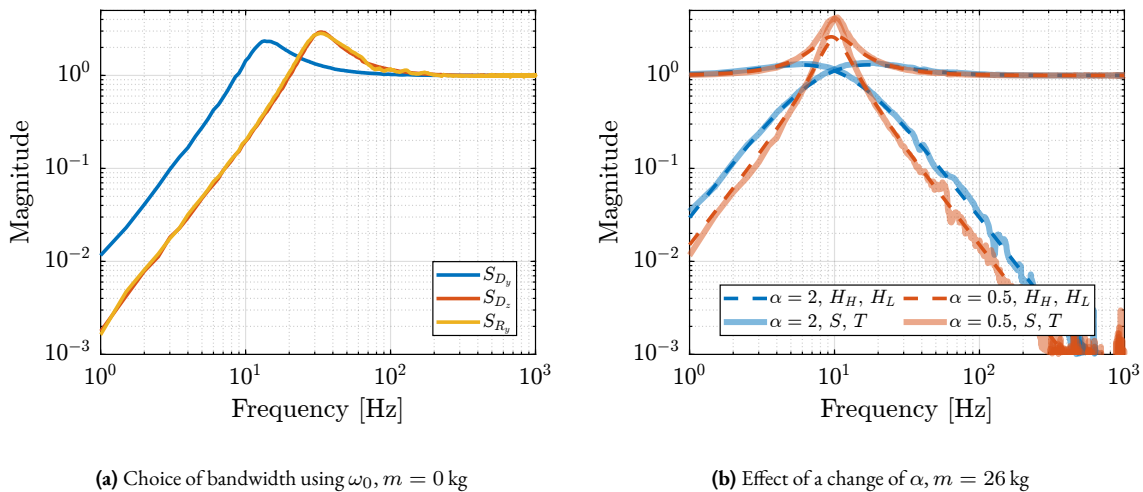 Magnitude
10^0
10^-1
10^-2
10^-3
S_{D_y}
S_{D_z}
S_{R_y}
10^0 10^1 10^2 10^3
Frequency [Hz]
(a) Choice of bandwidth using ω_0, m = 0 kg
Magnitude
10^0
10^-1
10^-2
10^-3
α = 2, H_H, H_L α = 0.5, H_H, H_L
α = 2, S, T α = 0.5, S, T
10^0 10^1 10^2 10^3
Frequency [Hz]
(b) Effect of a change of α, m = 26 kg